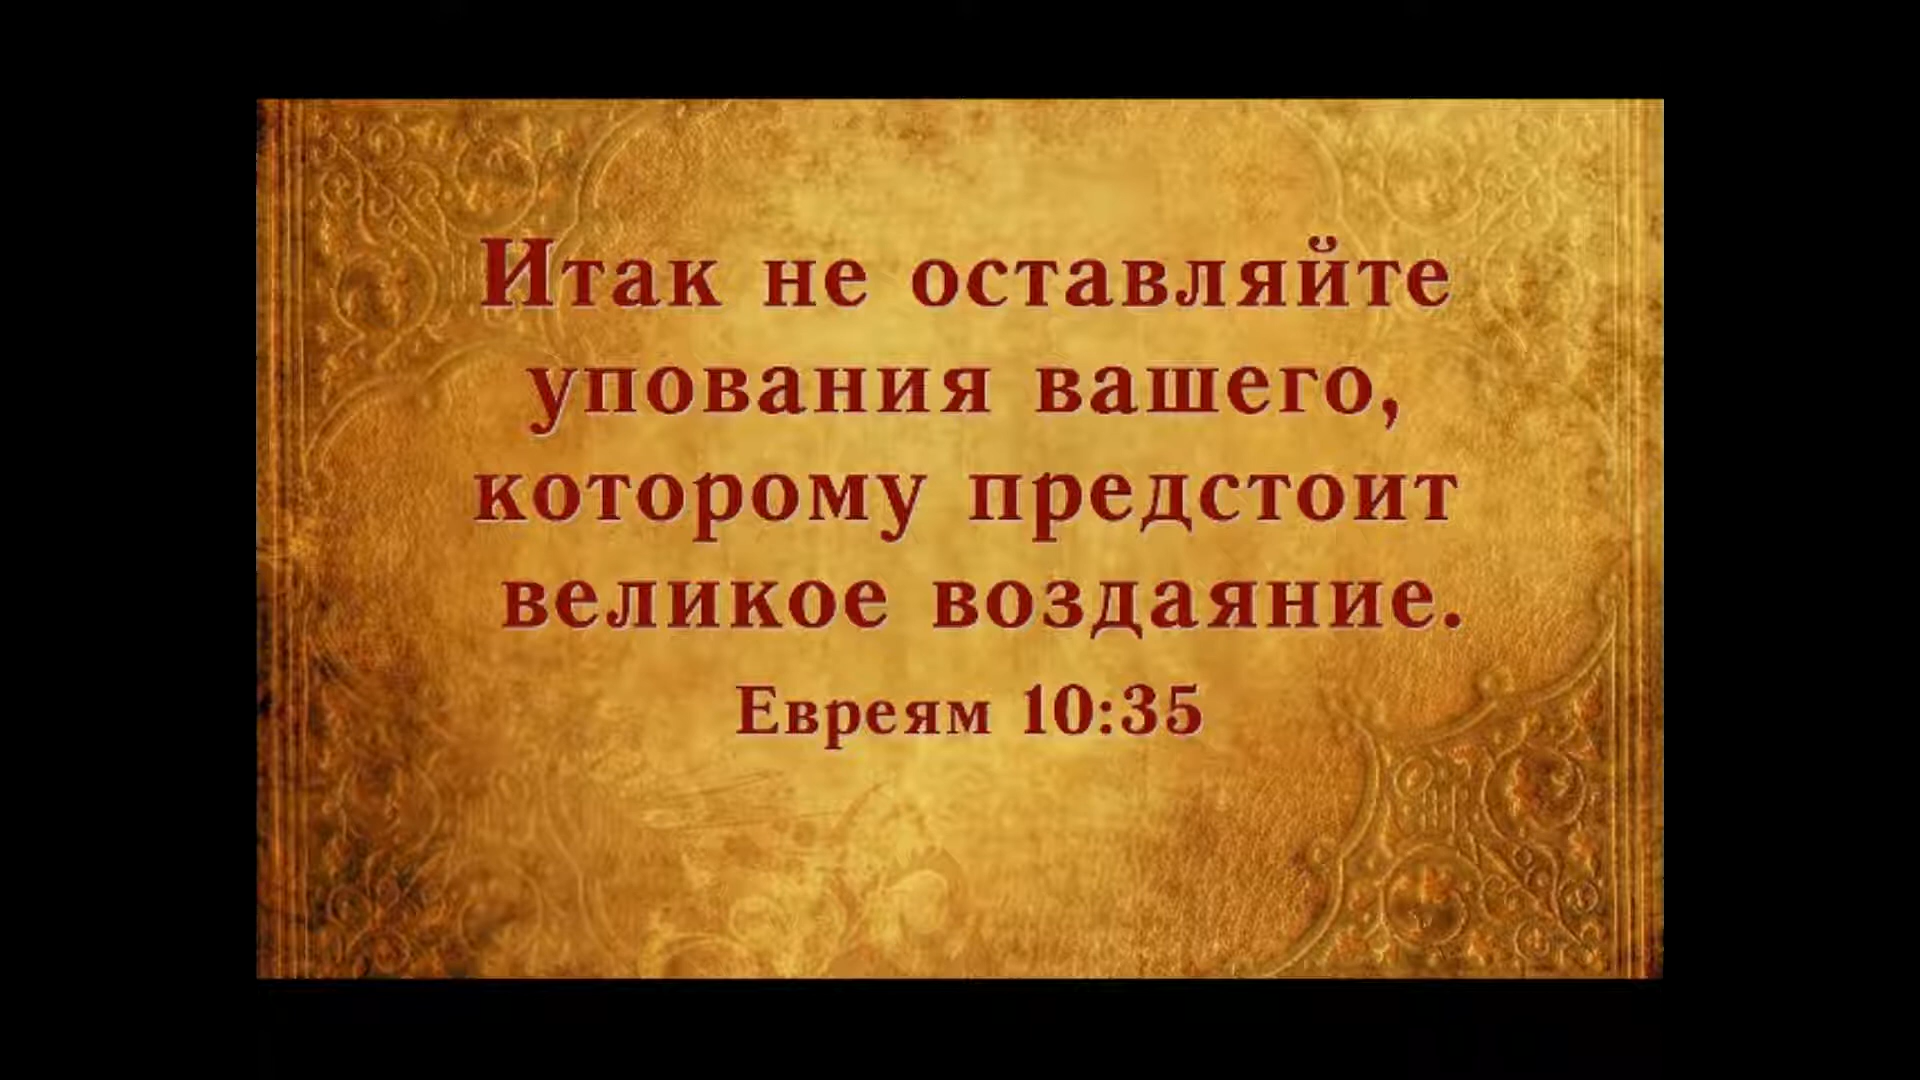 Итак не оставляйте
упования вашего,
которому предстоит
великое воздаяние.
Евреям 10:35